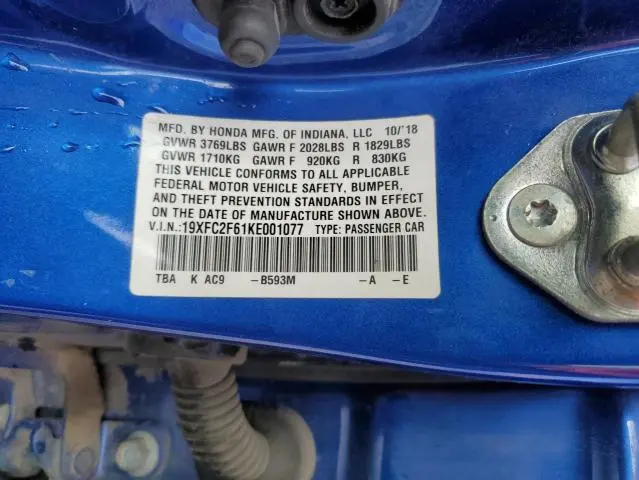 MFD. BY HONDA MFG. OF INDIANA, LLC 10/'18
GVWR 3769LBS GAWR F 2028LBS R 1829LBS
GVWR 1710KG GAWR F 920KG R 830KG
THIS VEHICLE CONFORMS TO ALL APPLICABLE
FEDERAL MOTOR VEHICLE SAFETY, BUMPER,
AND THEFT PREVENTION STANDARDS IN EFFECT
ON THE DATE OF MANUFACTURE SHOWN ABOVE.
V.I.N.:19XFC2F61KE001077 TYPE: PASSENGER CAR
TBA K AC9 -B593M -A -E